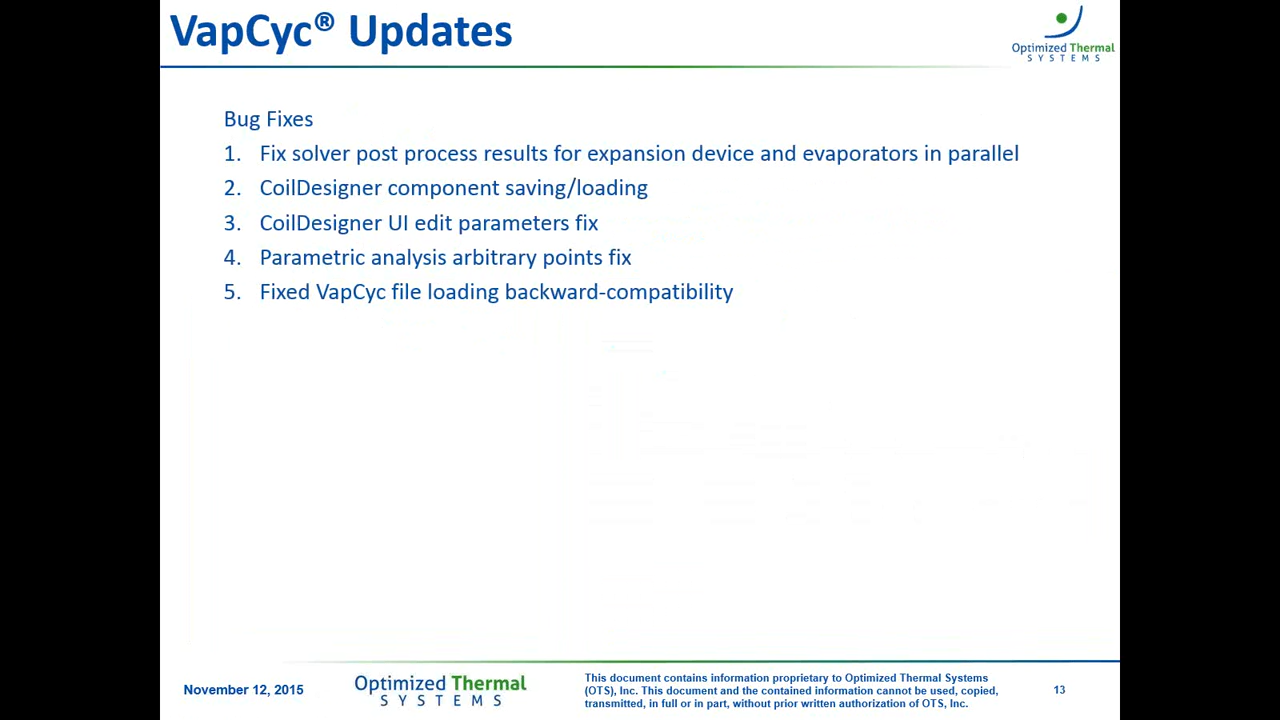 VapCyc® Updates
Optimized Thermal
SYSTEMS
Bug Fixes
1. Fix solver post process results for expansion device and evaporators in parallel
2. CoilDesigner component saving/loading
3. CoilDesigner UI edit parameters fix
4. Parametric analysis arbitrary points fix
5. Fixed VapCyc file loading backward-compatibility
November 12, 2015
Optimized Thermal
SYSTEMS
This document contains information proprietary to Optimized Thermal Systems
(OTS), Inc. This document and the contained information cannot be used, copied,
transmitted, in full or in part, without prior written authorization of OTS, Inc.
13